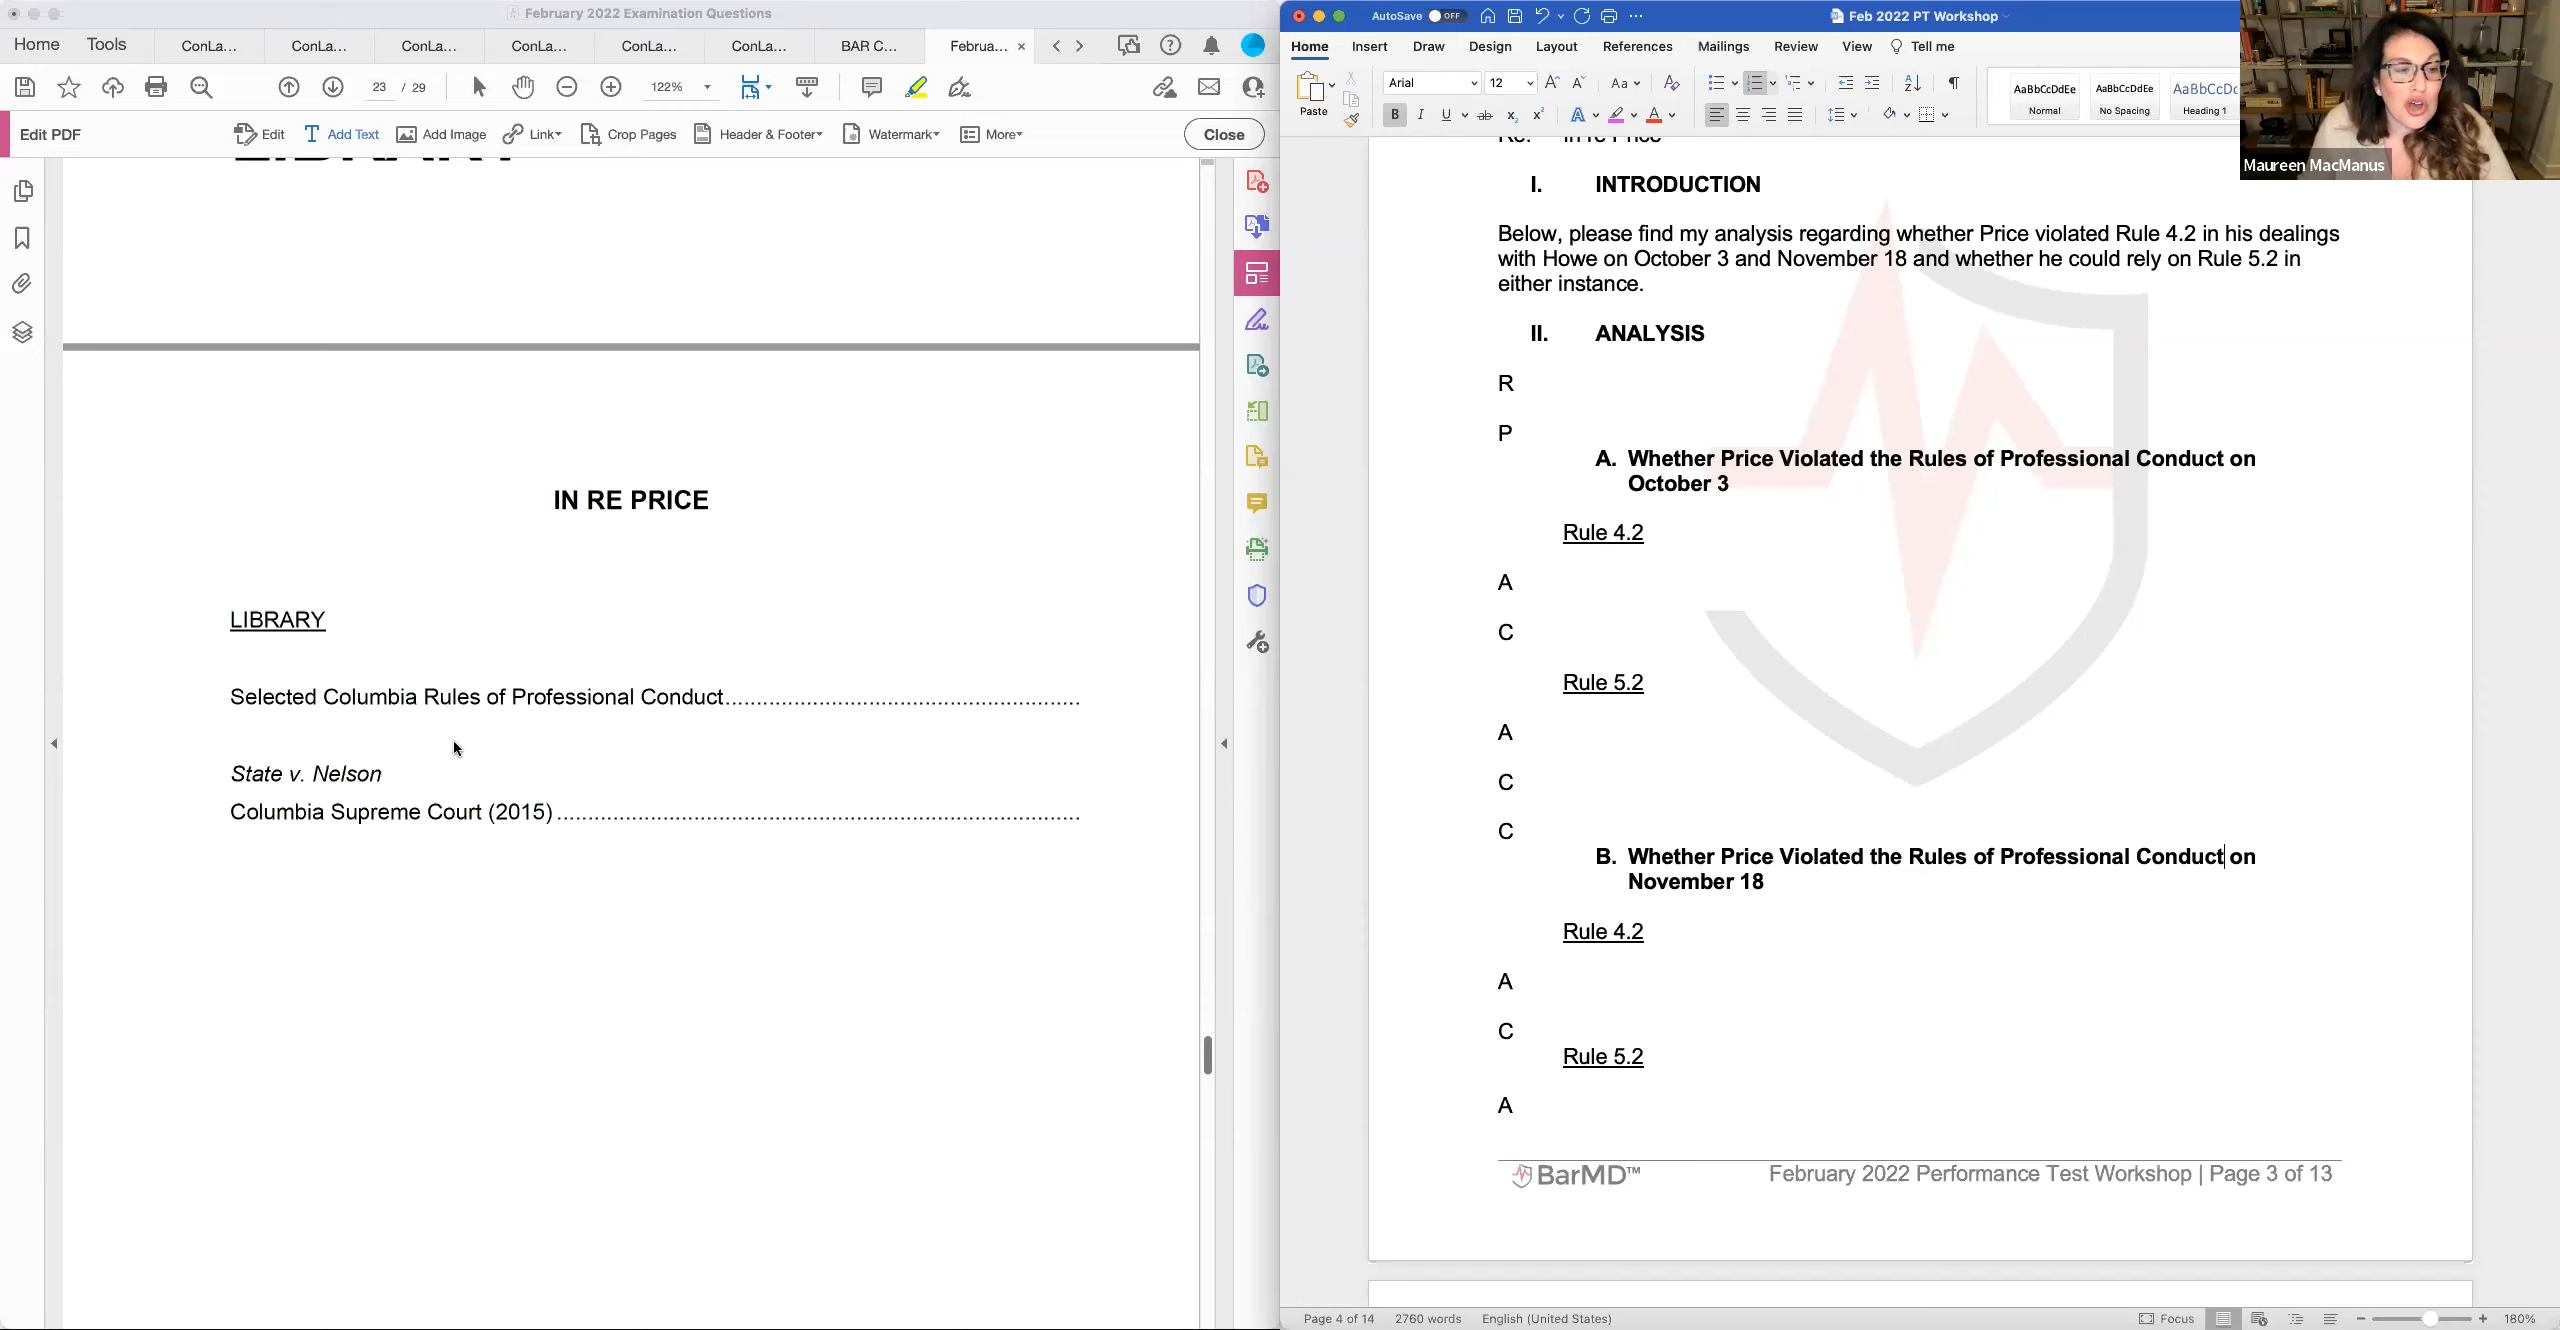 February 2022 Examination Questions
Home Tools ConLa... ConLa... ConLa... ConLa... ConLa... ConLa... BAR C... Februa... ×
23 / 29 122%
Edit PDF Edit Add Text Add Image Link Crop Pages Header & Footer Watermark More Close
IN RE PRICE
LIBRARY
Selected Columbia Rules of Professional Conduct
State v. Nelson
Columbia Supreme Court (2015)
AutoSave OFF Feb 2022 PT Workshop
Home Insert Draw Design Layout References Mailings Review View Tell me
Paste Arial 12 Aa
B I U ab x₂ x² A A
AaBbCcDdEe AaBbCcDdEe AaBbCcDc
Normal No Spacing Heading 1
Maureen MacManus
Re: In re Price
I. INTRODUCTION
Below, please find my analysis regarding whether Price violated Rule 4.2 in his dealings
with Howe on October 3 and November 18 and whether he could rely on Rule 5.2 in
either instance.
II. ANALYSIS
R
P
A. Whether Price Violated the Rules of Professional Conduct on
October 3
Rule 4.2
A
C
Rule 5.2
A
C
C
B. Whether Price Violated the Rules of Professional Conduct on
November 18
Rule 4.2
A
C
Rule 5.2
A
BarMD™ February 2022 Performance Test Workshop | Page 3 of 13
Page 4 of 14 2760 words English (United States) Focus 180%